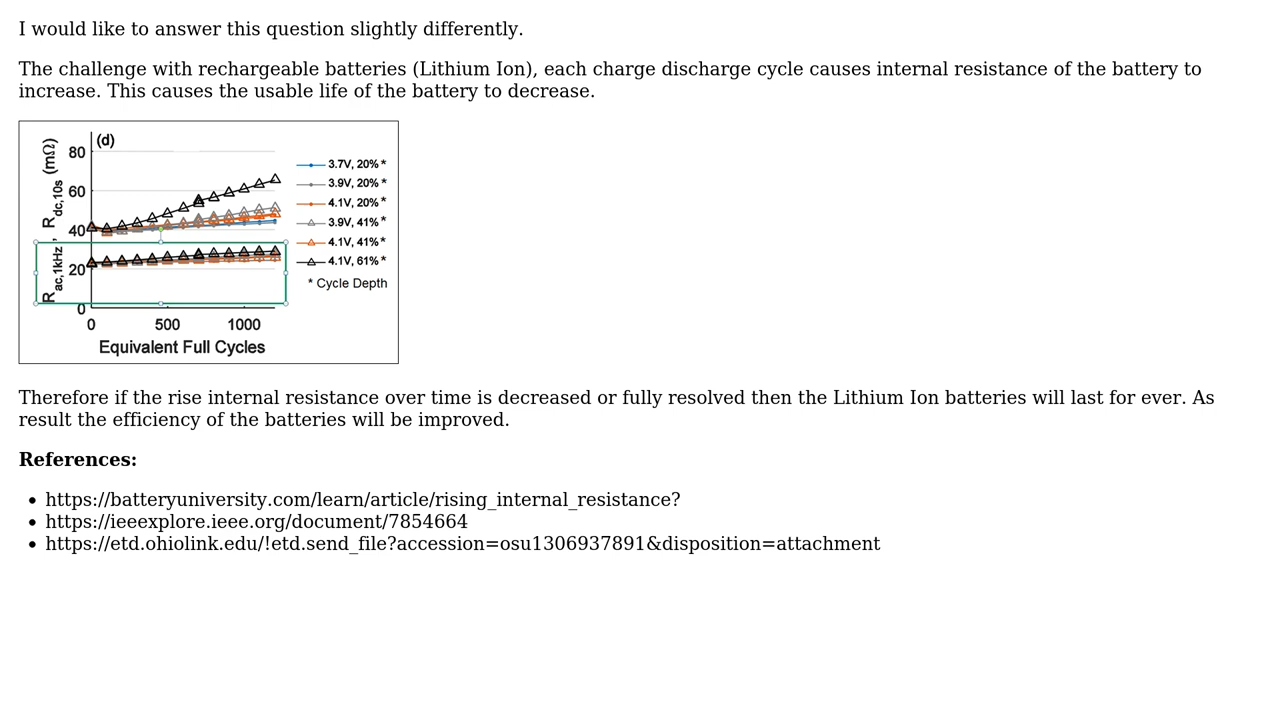 I would like to answer this question slightly differently.
The challenge with rechargeable batteries (Lithium Ion), each charge discharge cycle causes internal resistance of the battery to
increase. This causes the usable life of the battery to decrease.
(d)
R ac,1kHz , R dc,10s (mΩ)
80
60
40
20
0
0 500 1000
Equivalent Full Cycles
3.7V, 20% *
3.9V, 20% *
4.1V, 20% *
3.9V, 41% *
4.1V, 41% *
4.1V, 61% *
* Cycle Depth
Therefore if the rise internal resistance over time is decreased or fully resolved then the Lithium Ion batteries will last for ever. As
result the efficiency of the batteries will be improved.
References:
• https://batteryuniversity.com/learn/article/rising_internal_resistance?
• https://ieeexplore.ieee.org/document/7854664
• https://etd.ohiolink.edu/!etd.send_file?accession=osu1306937891&disposition=attachment